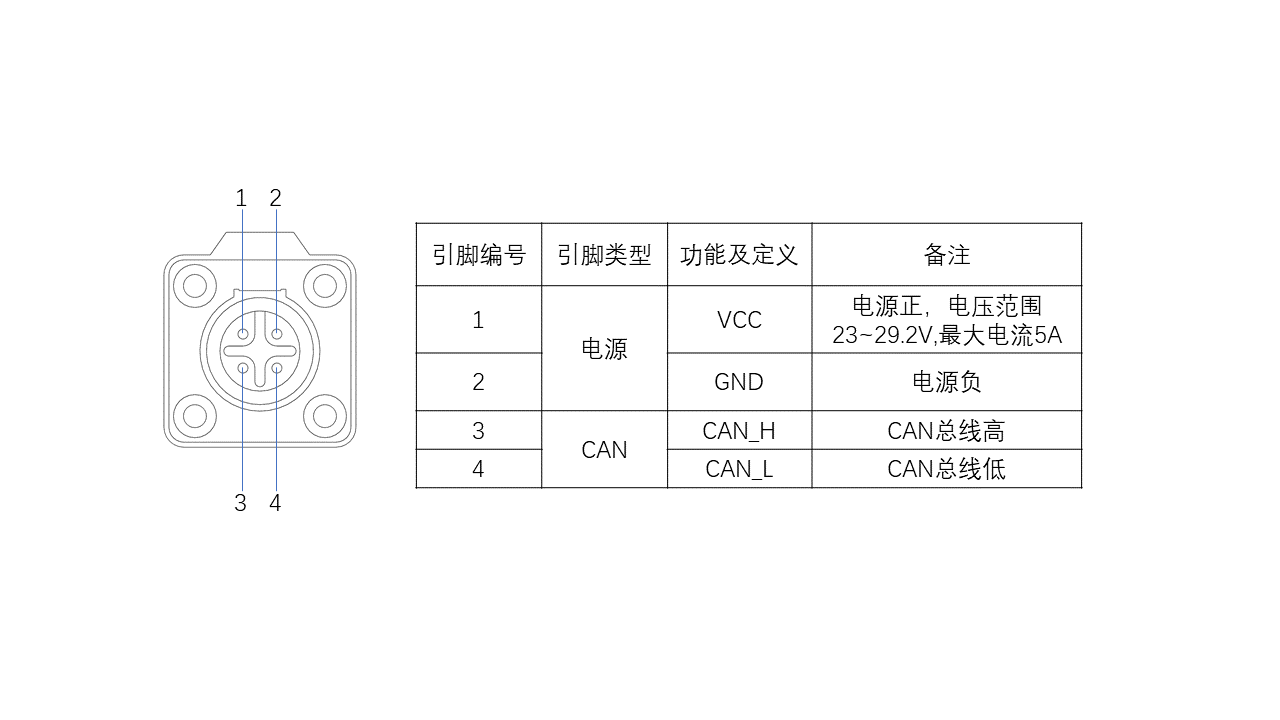 1 2
3 4
引脚编号 引脚类型 功能及定义 备注
1 电源 VCC 电源正，电压范围
23~29.2V,最大电流5A
2 GND 电源负
3 CAN CAN_H CAN总线高
4 CAN_L CAN总线低